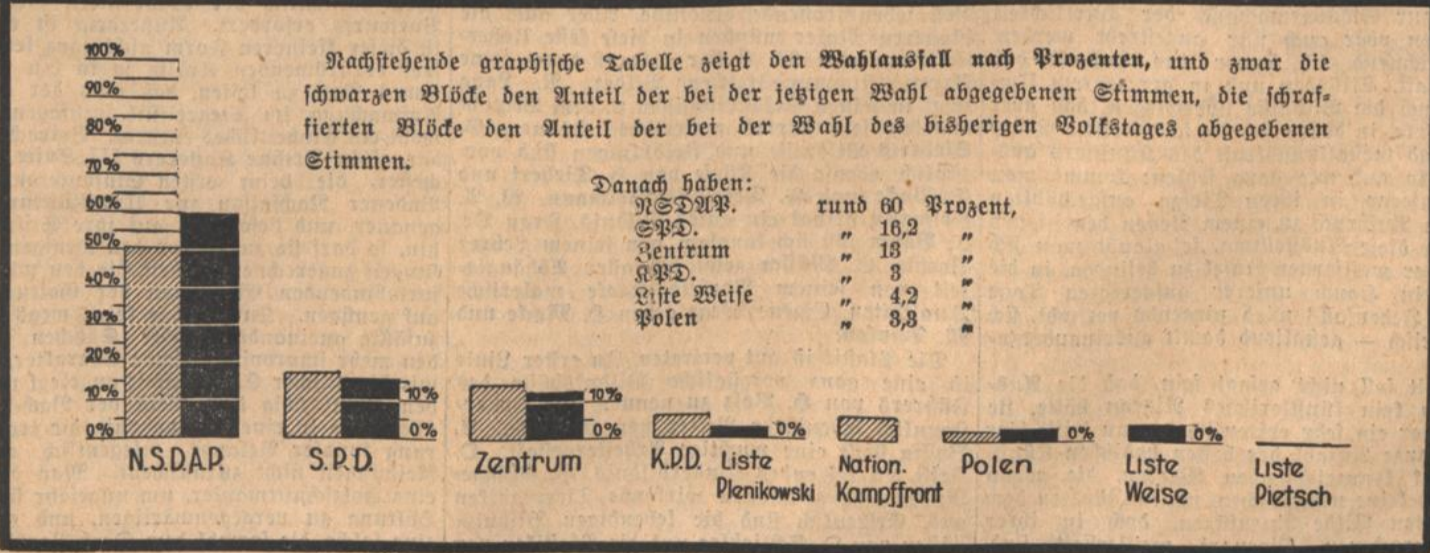 100%
90%
80%
70%
60%
50%
40%
30%
20%
10%
0%
Nachstehende graphische Tabelle zeigt den Wahlausfall nach Prozenten, und zwar die
schwarzen Blöcke den Anteil der bei der jetzigen Wahl abgegebenen Stimmen, die schraf-
fierten Blöcke den Anteil der bei der Wahl des bisherigen Volkstages abgegebenen
Stimmen.
Danach haben:
NSDAP. rund 60 Prozent,
SPD. „ 16,2 „
Zentrum „ 13 „
KPD. „ 3 „
Liste Weise „ 4,2 „
Polen „ 3,3 „
10%
0%
10%
0%
0%
0%
0%
N.S.D.A.P.
S.P.D.
Zentrum
K.P.D. Liste
Plenikowski
Nation.
Kampffront
Polen
Liste
Weise
Liste
Pietsch